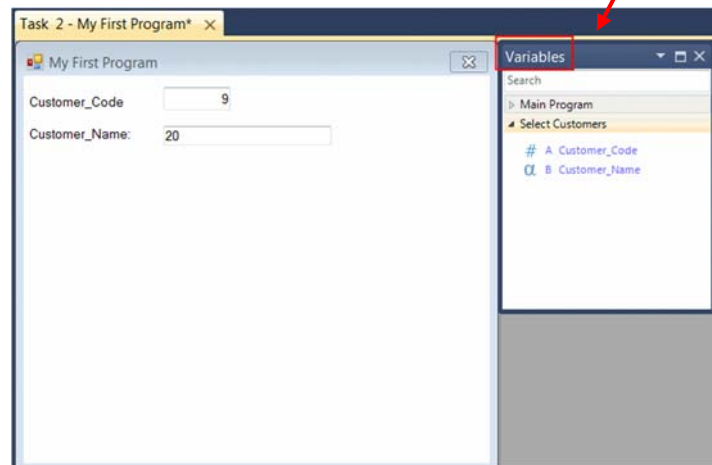 Task 2 - My First Program*
My First Program
Customer_Code 9
Customer_Name: 20
Variables
Search
Main Program
Select Customers
# A Customer_Code
α B Customer_Name